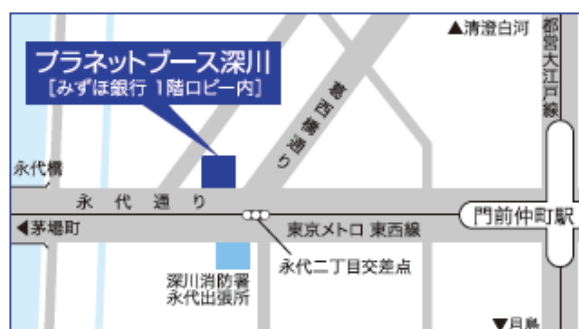 ▲清澄白河
都営大江戸線
プラネットブース深川
[みずほ銀行 1階ロビー内]
葛西橋通り
永代橋
永代通り
門前仲町駅
◀茅場町
東京メトロ 東西線
永代二丁目交差点
深川消防署
永代出張所
▼月島